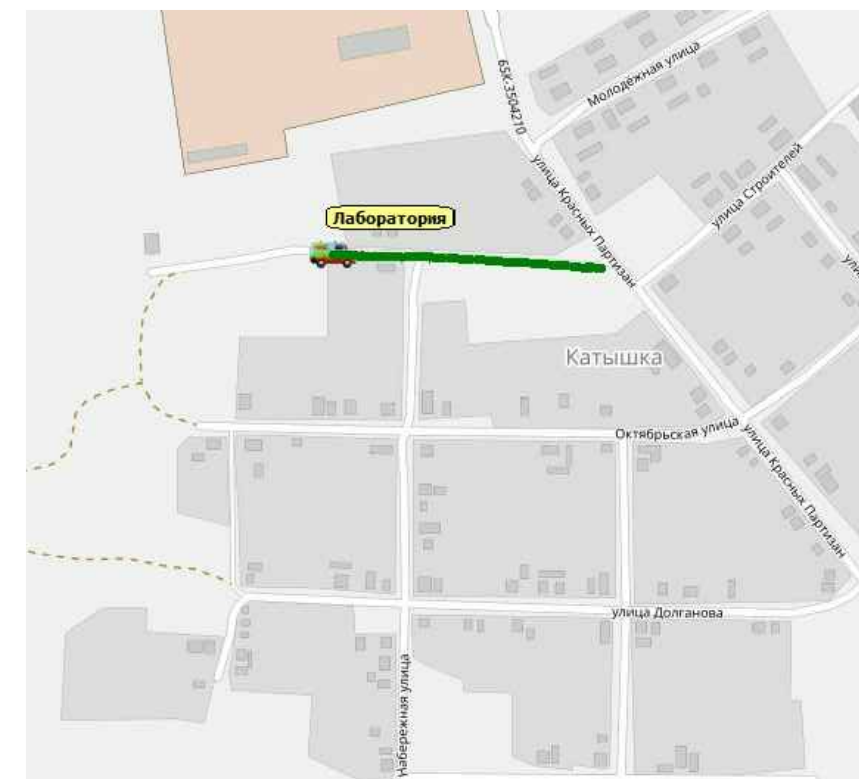 65К-3504210
Молодёжная улица
улица Красных Партизан
улица Строителей
Лаборатория
Катышка
Октябрьская улица
улица Красных Партизан
улица Долганова
Набережная улица